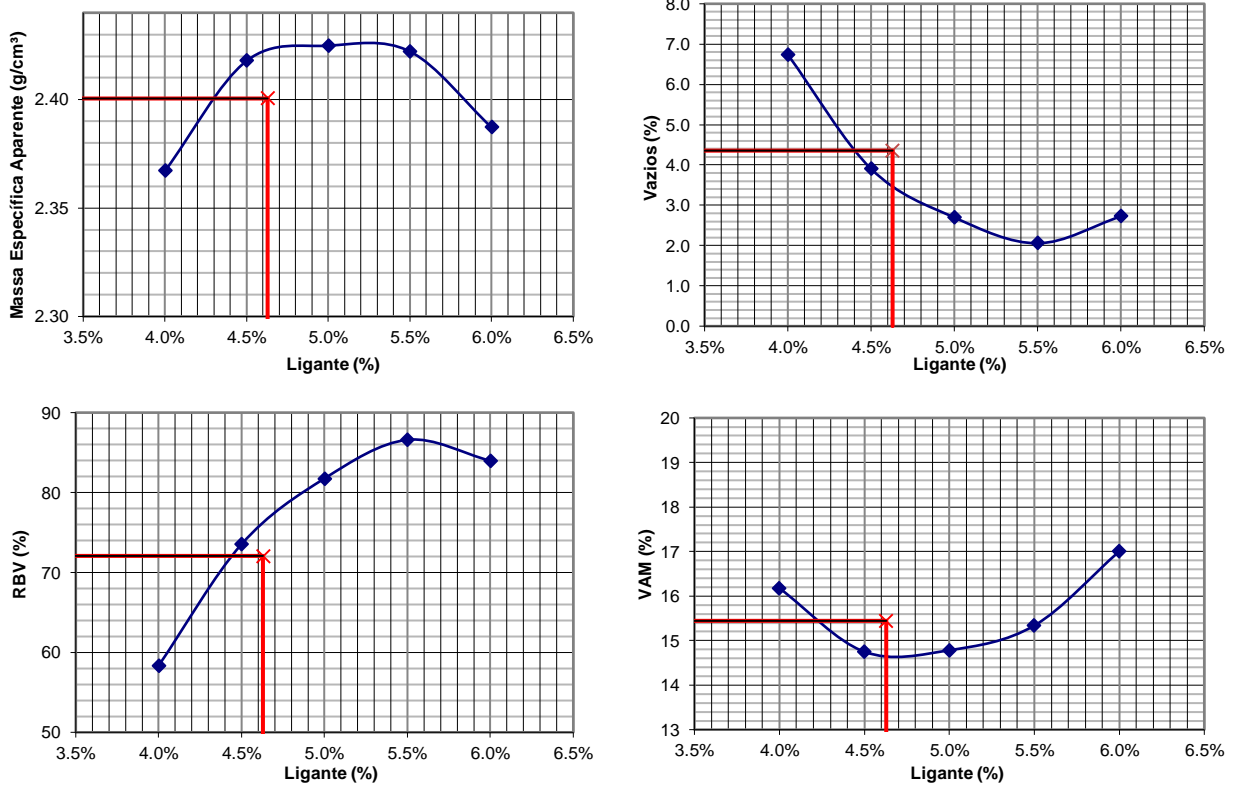 Massa Específica Aparente (g/cm³)
2.40
2.35
2.30
3.5% 4.0% 4.5% 5.0% 5.5% 6.0% 6.5%
Ligante (%)
Vazios (%)
8.0
7.0
6.0
5.0
4.0
3.0
2.0
1.0
0.0
3.5% 4.0% 4.5% 5.0% 5.5% 6.0% 6.5%
Ligante (%)
RBV (%)
90
80
70
60
50
3.5% 4.0% 4.5% 5.0% 5.5% 6.0% 6.5%
Ligante (%)
VAM (%)
20
19
18
17
16
15
14
13
3.5% 4.0% 4.5% 5.0% 5.5% 6.0% 6.5%
Ligante (%)